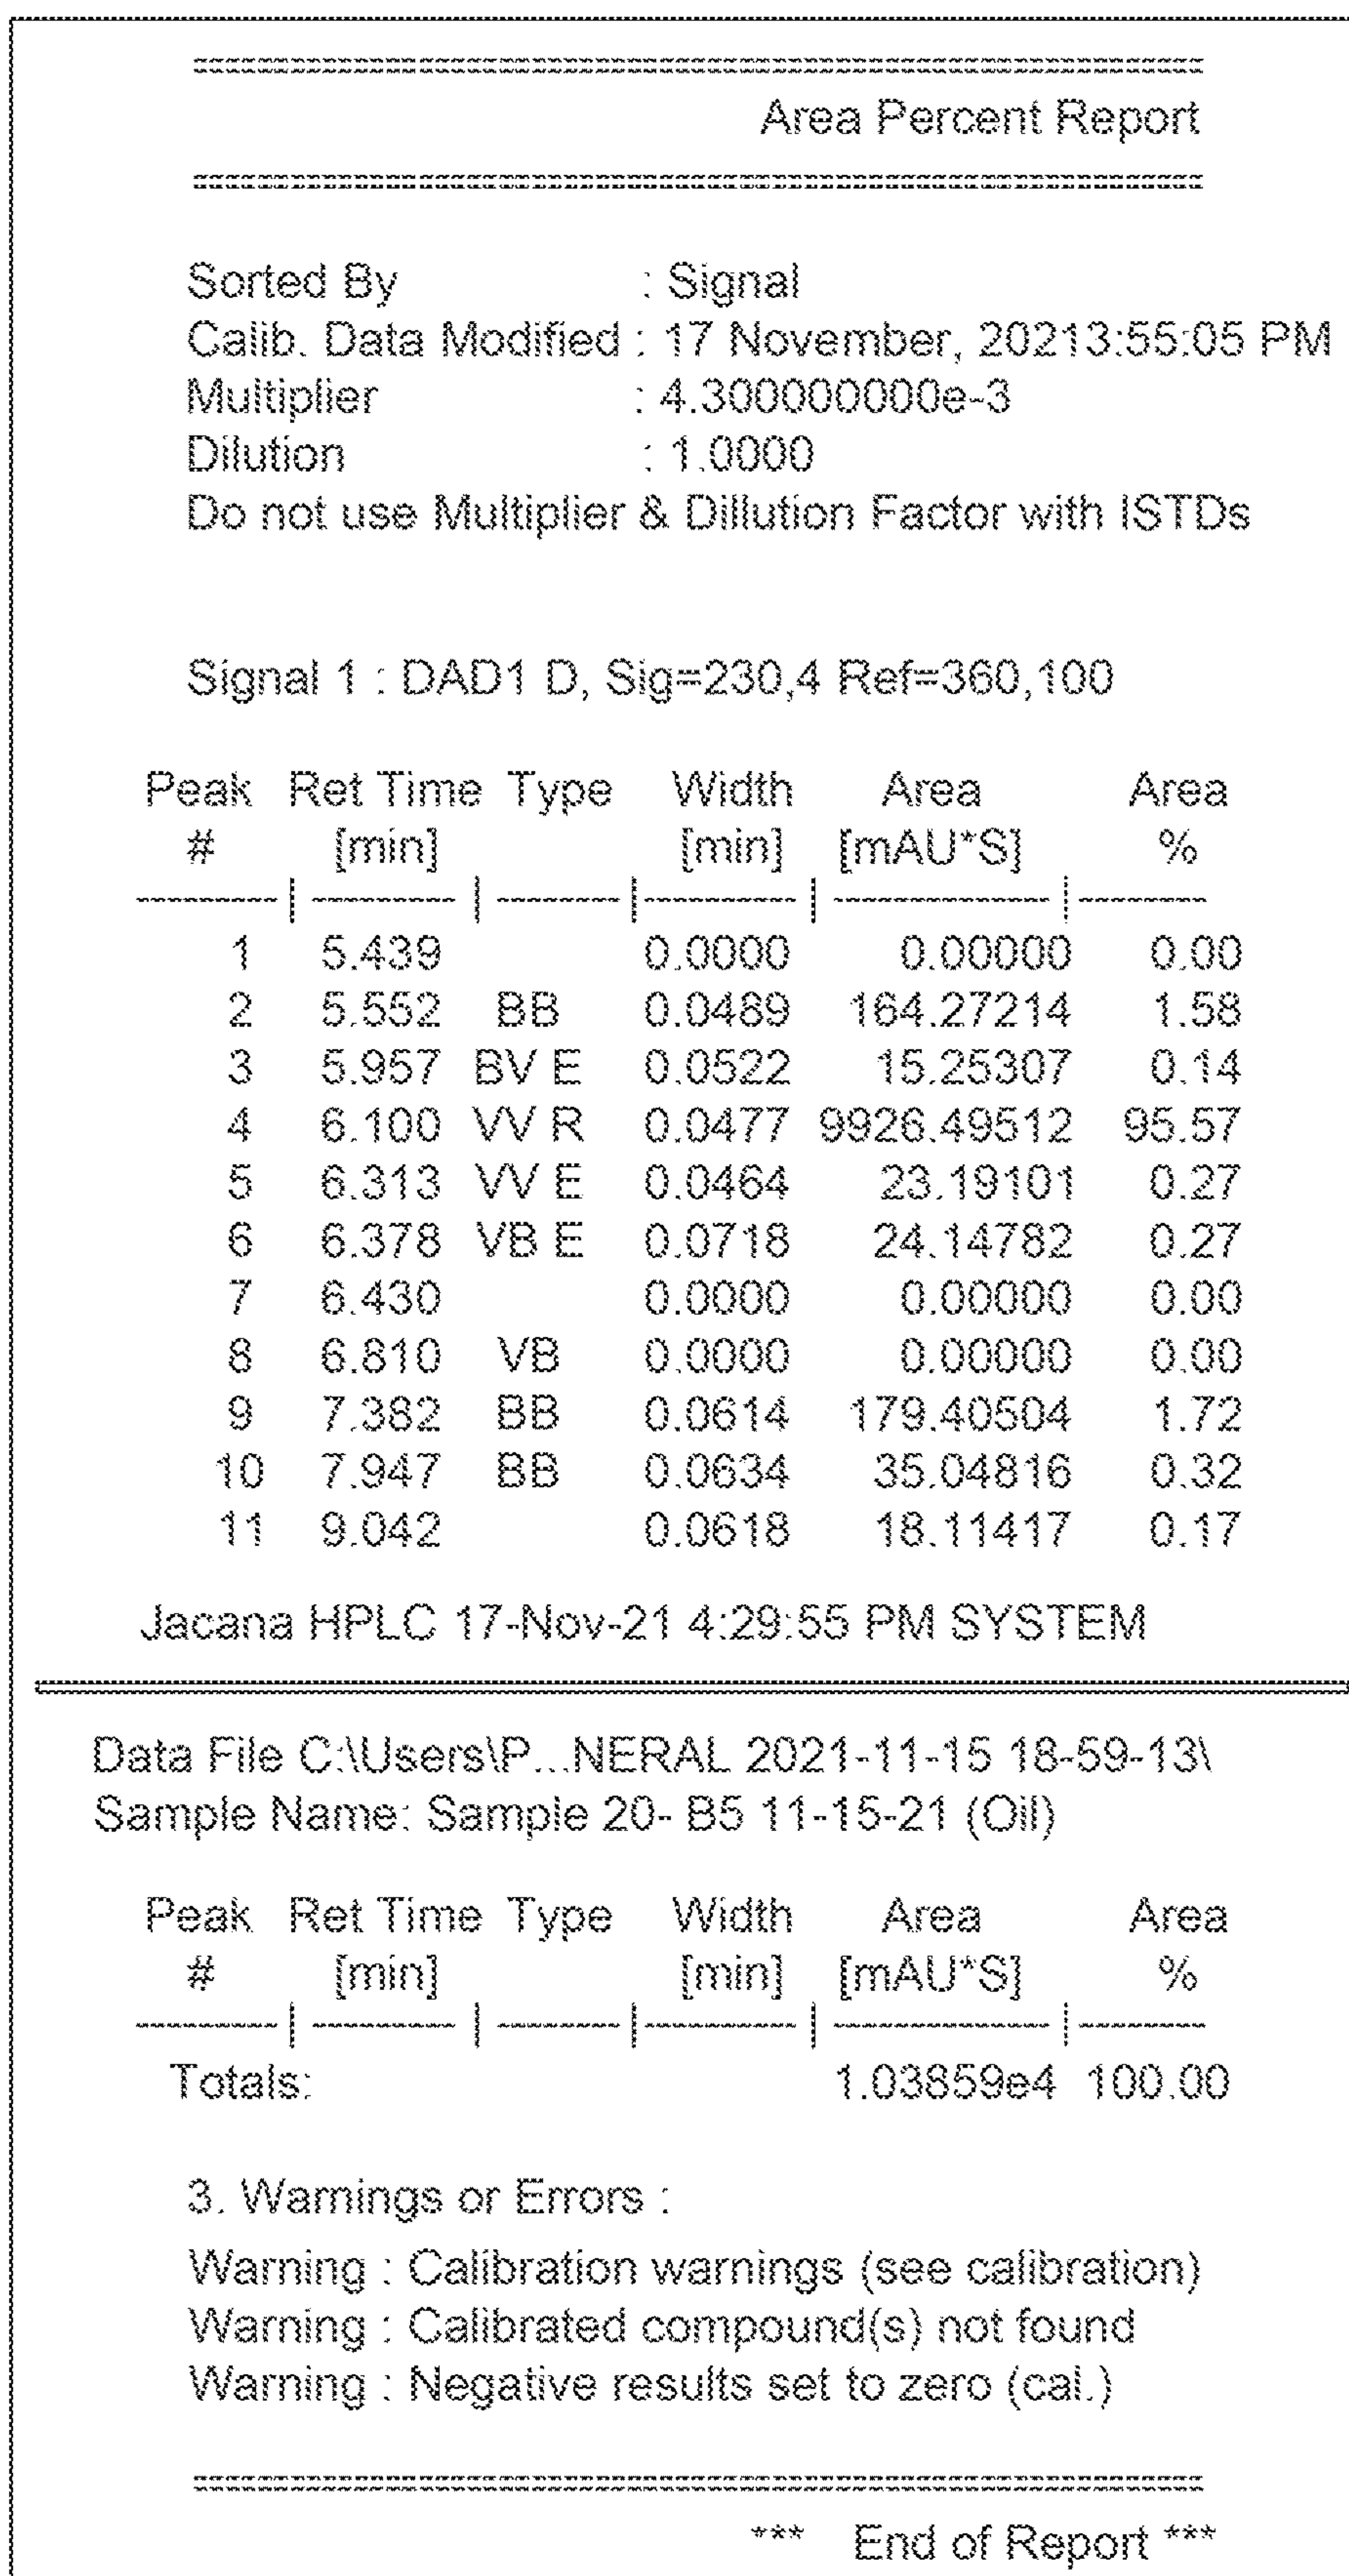 Area Percent Report
Sorted By : Signal
Calib. Data Modified : 17 November, 20213:55:05 PM
Multiplier : 4.300000000e-3
Dilution : 1.0000
Do not use Multiplier & Dillution Factor with ISTDs
Signal 1 : DAD1 D, Sig=230,4 Ref=360,100
Peak Ret Time Type Width Area Area
# [min] [min] [mAU*S] %
1 5.439 0.0000 0.00000 0.00
2 5.552 BB 0.0489 164.27214 1.58
3 5.957 BV E 0.0522 15.25307 0.14
4 6.100 VV R 0.0477 9926.49512 95.57
5 6.313 VV E 0.0464 23.19101 0.27
6 6.378 VB E 0.0718 24.14782 0.27
7 6.430 0.0000 0.00000 0.00
8 6.810 VB 0.0000 0.00000 0.00
9 7.382 BB 0.0614 179.40504 1.72
10 7.947 BB 0.0634 35.04816 0.32
11 9.042 0.0618 18.11417 0.17
Jacana HPLC 17-Nov-21 4:29:55 PM SYSTEM
Data File C:\Users\P...NERAL 2021-11-15 18-59-13\
Sample Name: Sample 20- B5 11-15-21 (Oil)
Peak Ret Time Type Width Area Area
# [min] [min] [mAU*S] %
Totals: 1.03859e4 100.00
3. Warnings or Errors :
Warning : Calibration warnings (see calibration)
Warning : Calibrated compound(s) not found
Warning : Negative results set to zero (cal.)
*** End of Report ***